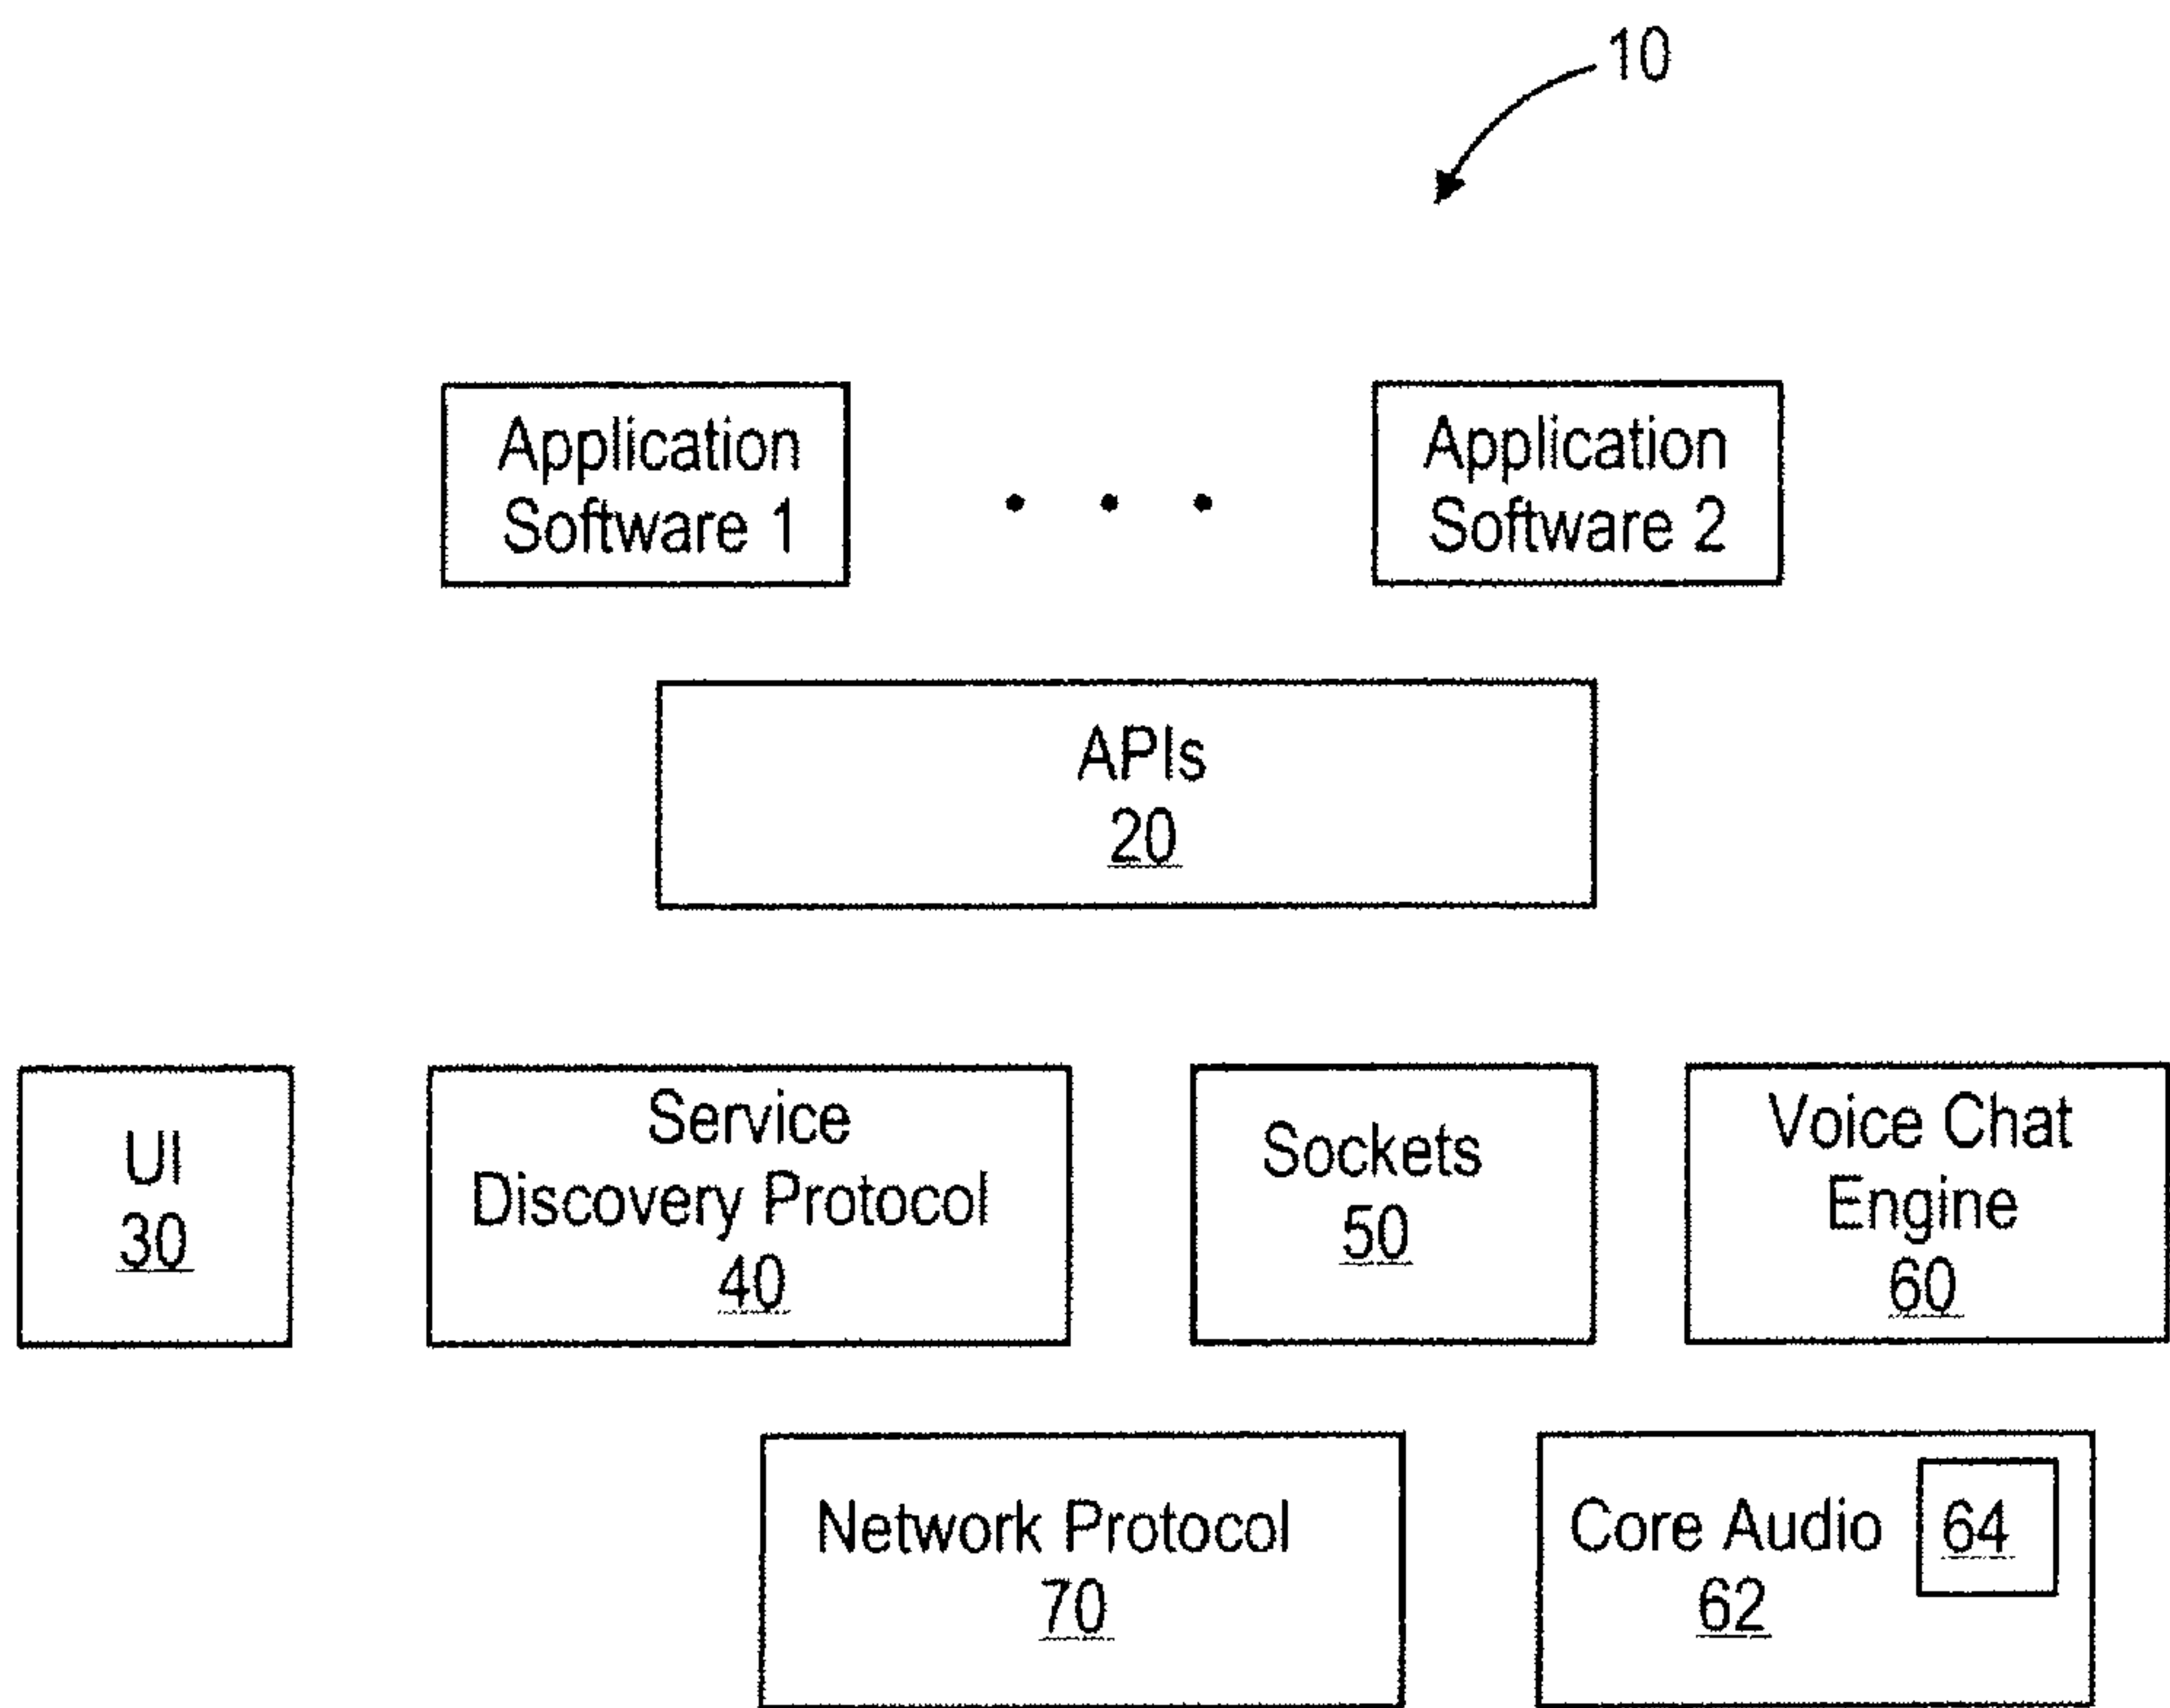 10
Application
Software 1
Application
Software 2
APIs
20
UI
30
Service
Discovery Protocol
40
Sockets
50
Voice Chat
Engine
60
Network Protocol
70
Core Audio
62
64